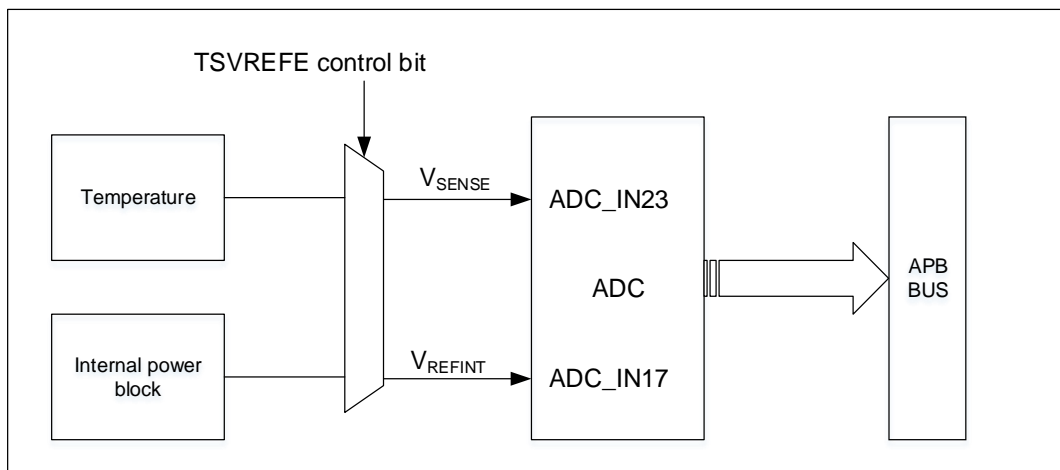 TSVREFE control bit
Temperature
VSENSE
ADC_IN23
ADC
APB
BUS
Internal power
block
VREFINT
ADC_IN17